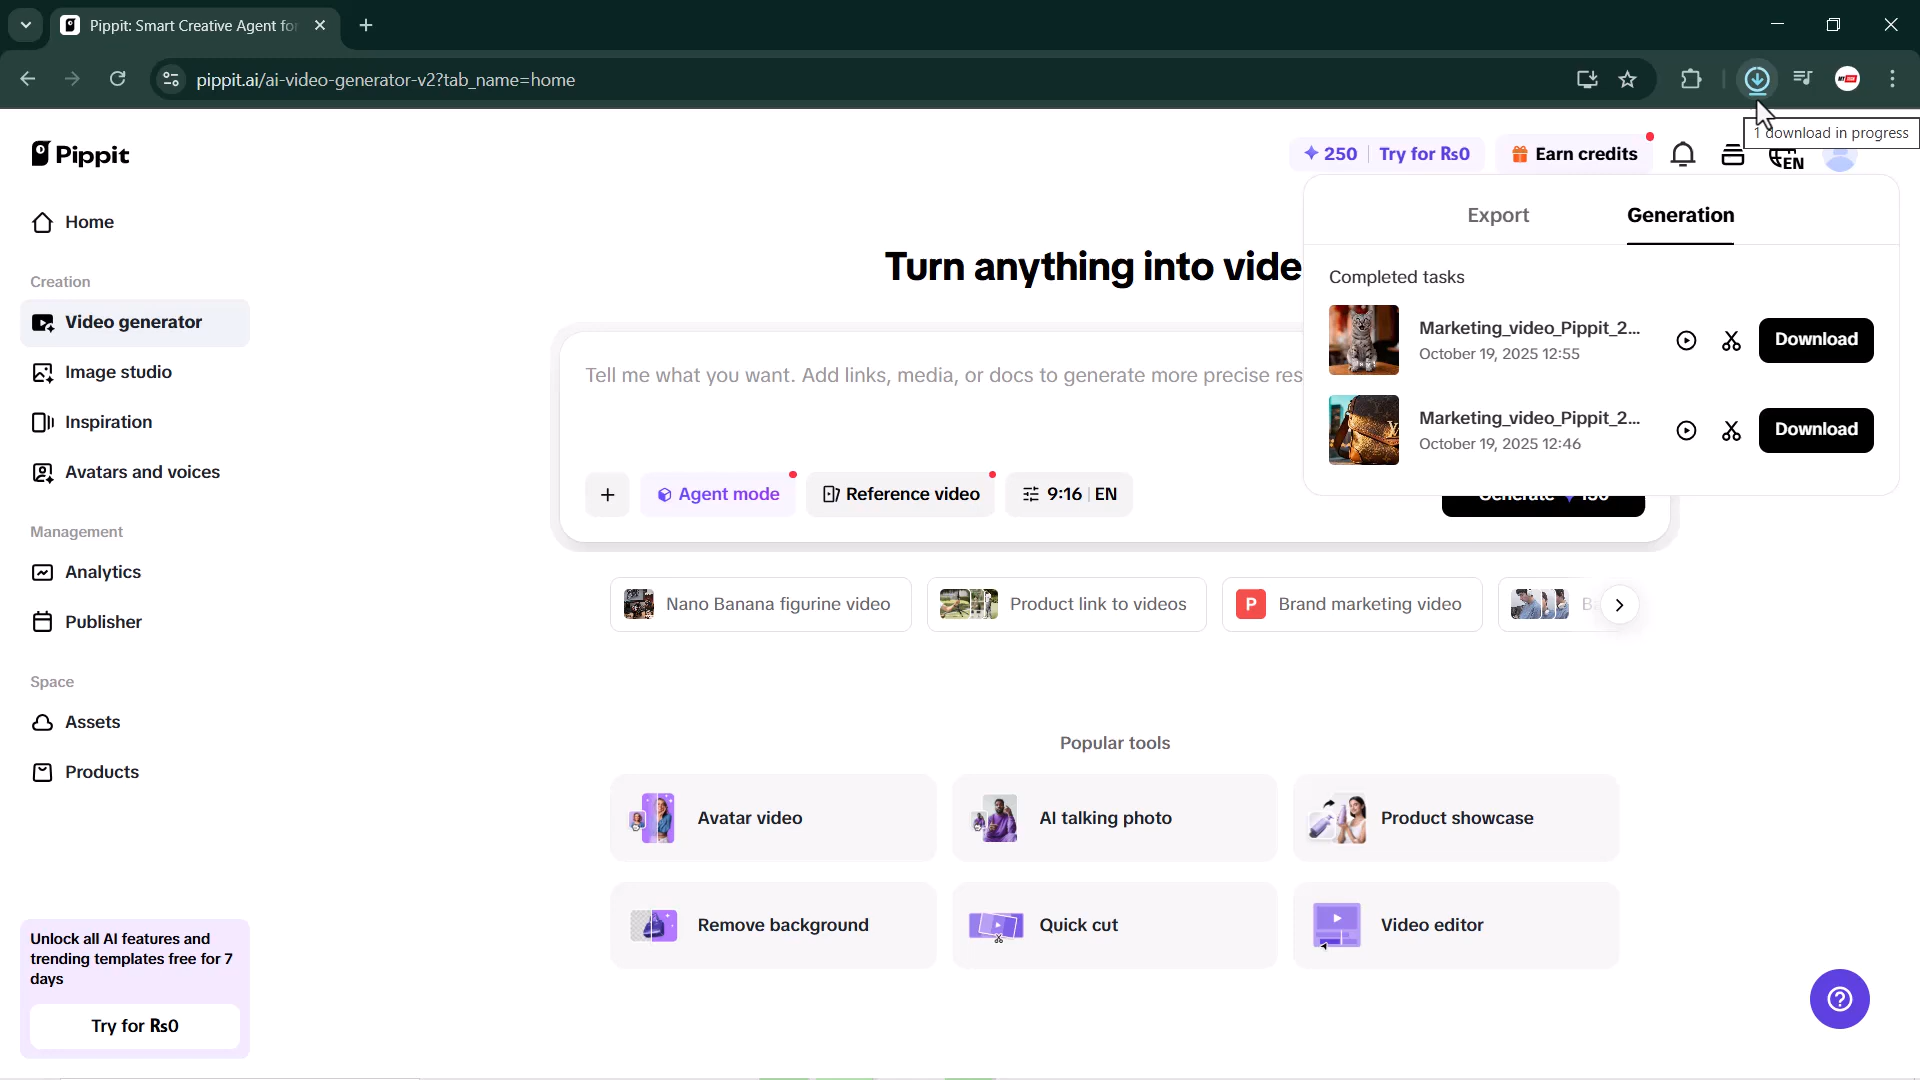 Pippit: Smart Creative Agent for
pippit.ai/ai-video-generator-v2?tab_name=home
1 download in progress
Pippit
250
Try for Rs0
Earn credits
EN
Home
Creation
Video generator
Image studio
Inspiration
Avatars and voices
Management
Analytics
Publisher
Space
Assets
Products
Unlock all AI features and
trending templates free for 7
days
Try for Rs0
Turn anything into vide
Tell me what you want. Add links, media, or docs to generate more precise res
Agent mode
Reference video
9:16
EN
Generate 150
Export
Generation
Completed tasks
Marketing_video_Pippit_2...
October 19, 2025 12:55
Download
Marketing_video_Pippit_2...
October 19, 2025 12:46
Download
Nano Banana figurine video
Product link to videos
P
Brand marketing video
Popular tools
Avatar video
AI talking photo
Product showcase
Remove background
Quick cut
Video editor